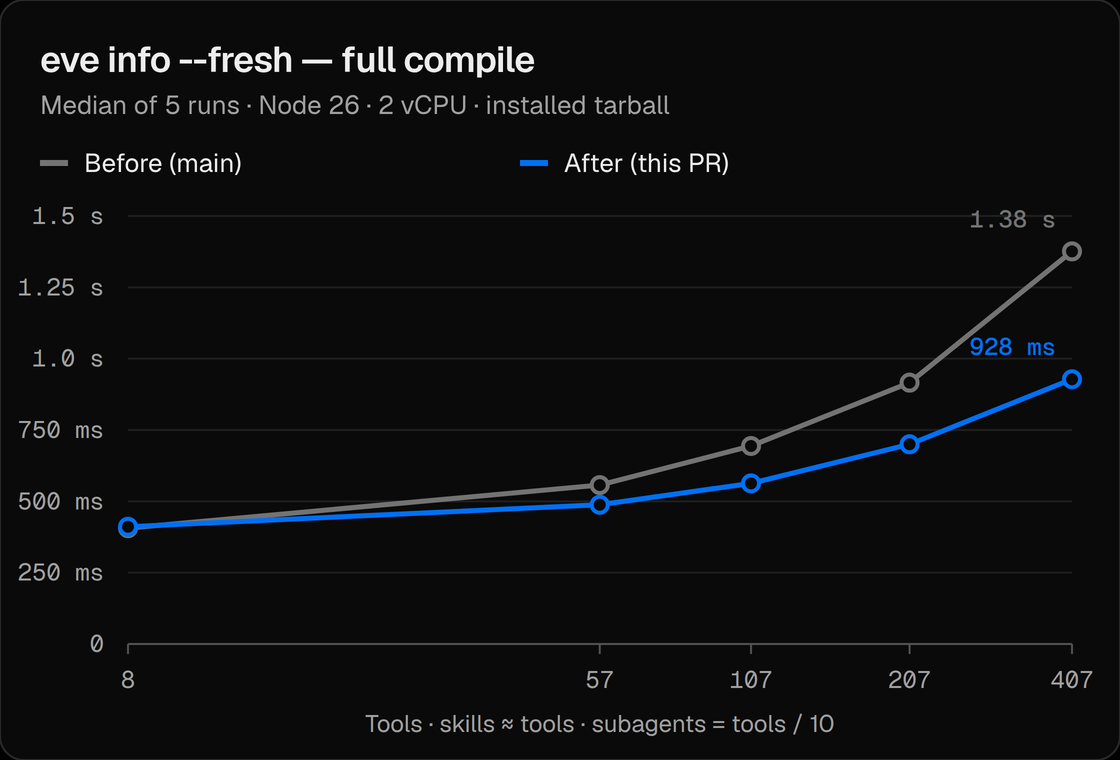 eve info --fresh — full compile
Median of 5 runs · Node 26 · 2 vCPU · installed tarball
Before (main)
After (this PR)
1.5 s
1.38 s
1.25 s
1.0 s
928 ms
750 ms
500 ms
250 ms
0
8 57 107 207 407
Tools · skills ≈ tools · subagents = tools / 10